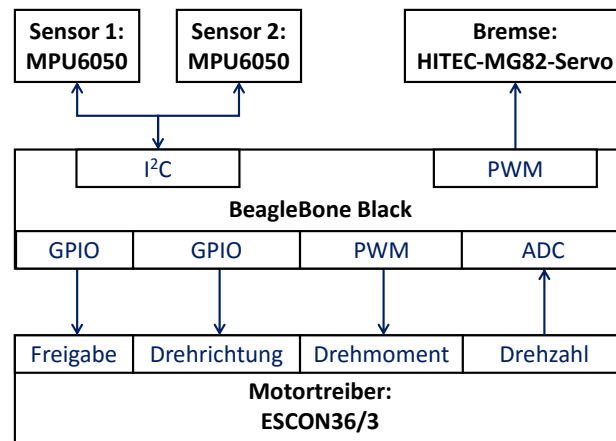 Sensor 1:
MPU6050
Sensor 2:
MPU6050
Bremse:
HITEC-MG82-Servo
I²C
PWM
BeagleBone Black
GPIO
GPIO
PWM
ADC
Freigabe
Drehrichtung
Drehmoment
Drehzahl
Motortreiber:
ESCON36/3